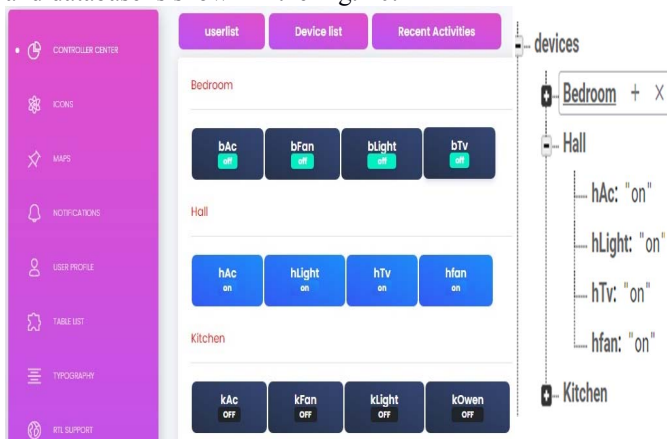 CONTROLLER CENTER
ICONS
MAPS
NOTIFICATIONS
USER PROFILE
TABLE LIST
TYPOGRAPHY
RTL SUPPORT
userlist
Device list
Recent Activities
Bedroom
bAc bFan bLight bTv
off off off off
Hall
hAc hLight hTv hfan
on on on on
Kitchen
kAc kFan kLight kOwen
OFF OFF OFF OFF
devices
Bedroom + ×
Hall
hAc: "on"
hLight: "on"
hTv: "on"
hfan: "on"
Kitchen